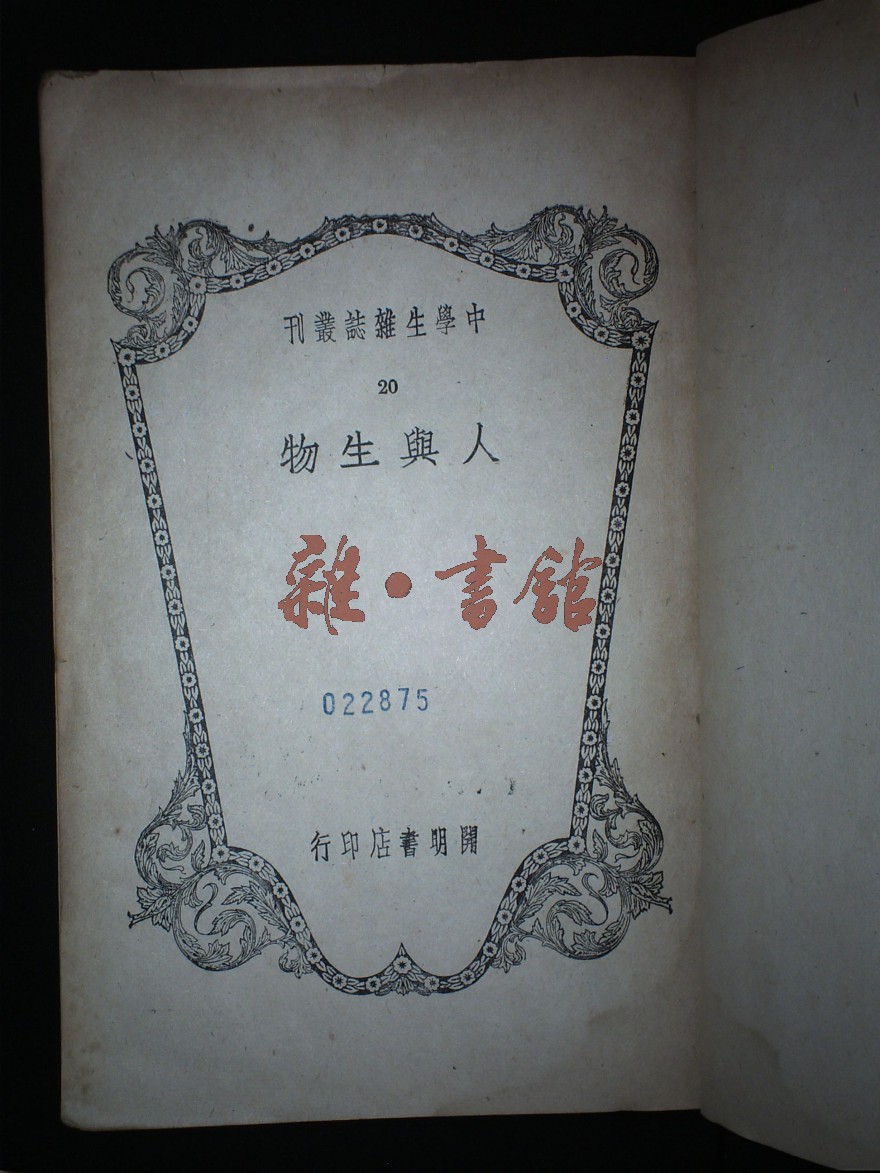 中學生雜誌叢刊
20
人與生物
雜·書館
022875
開明書店印行